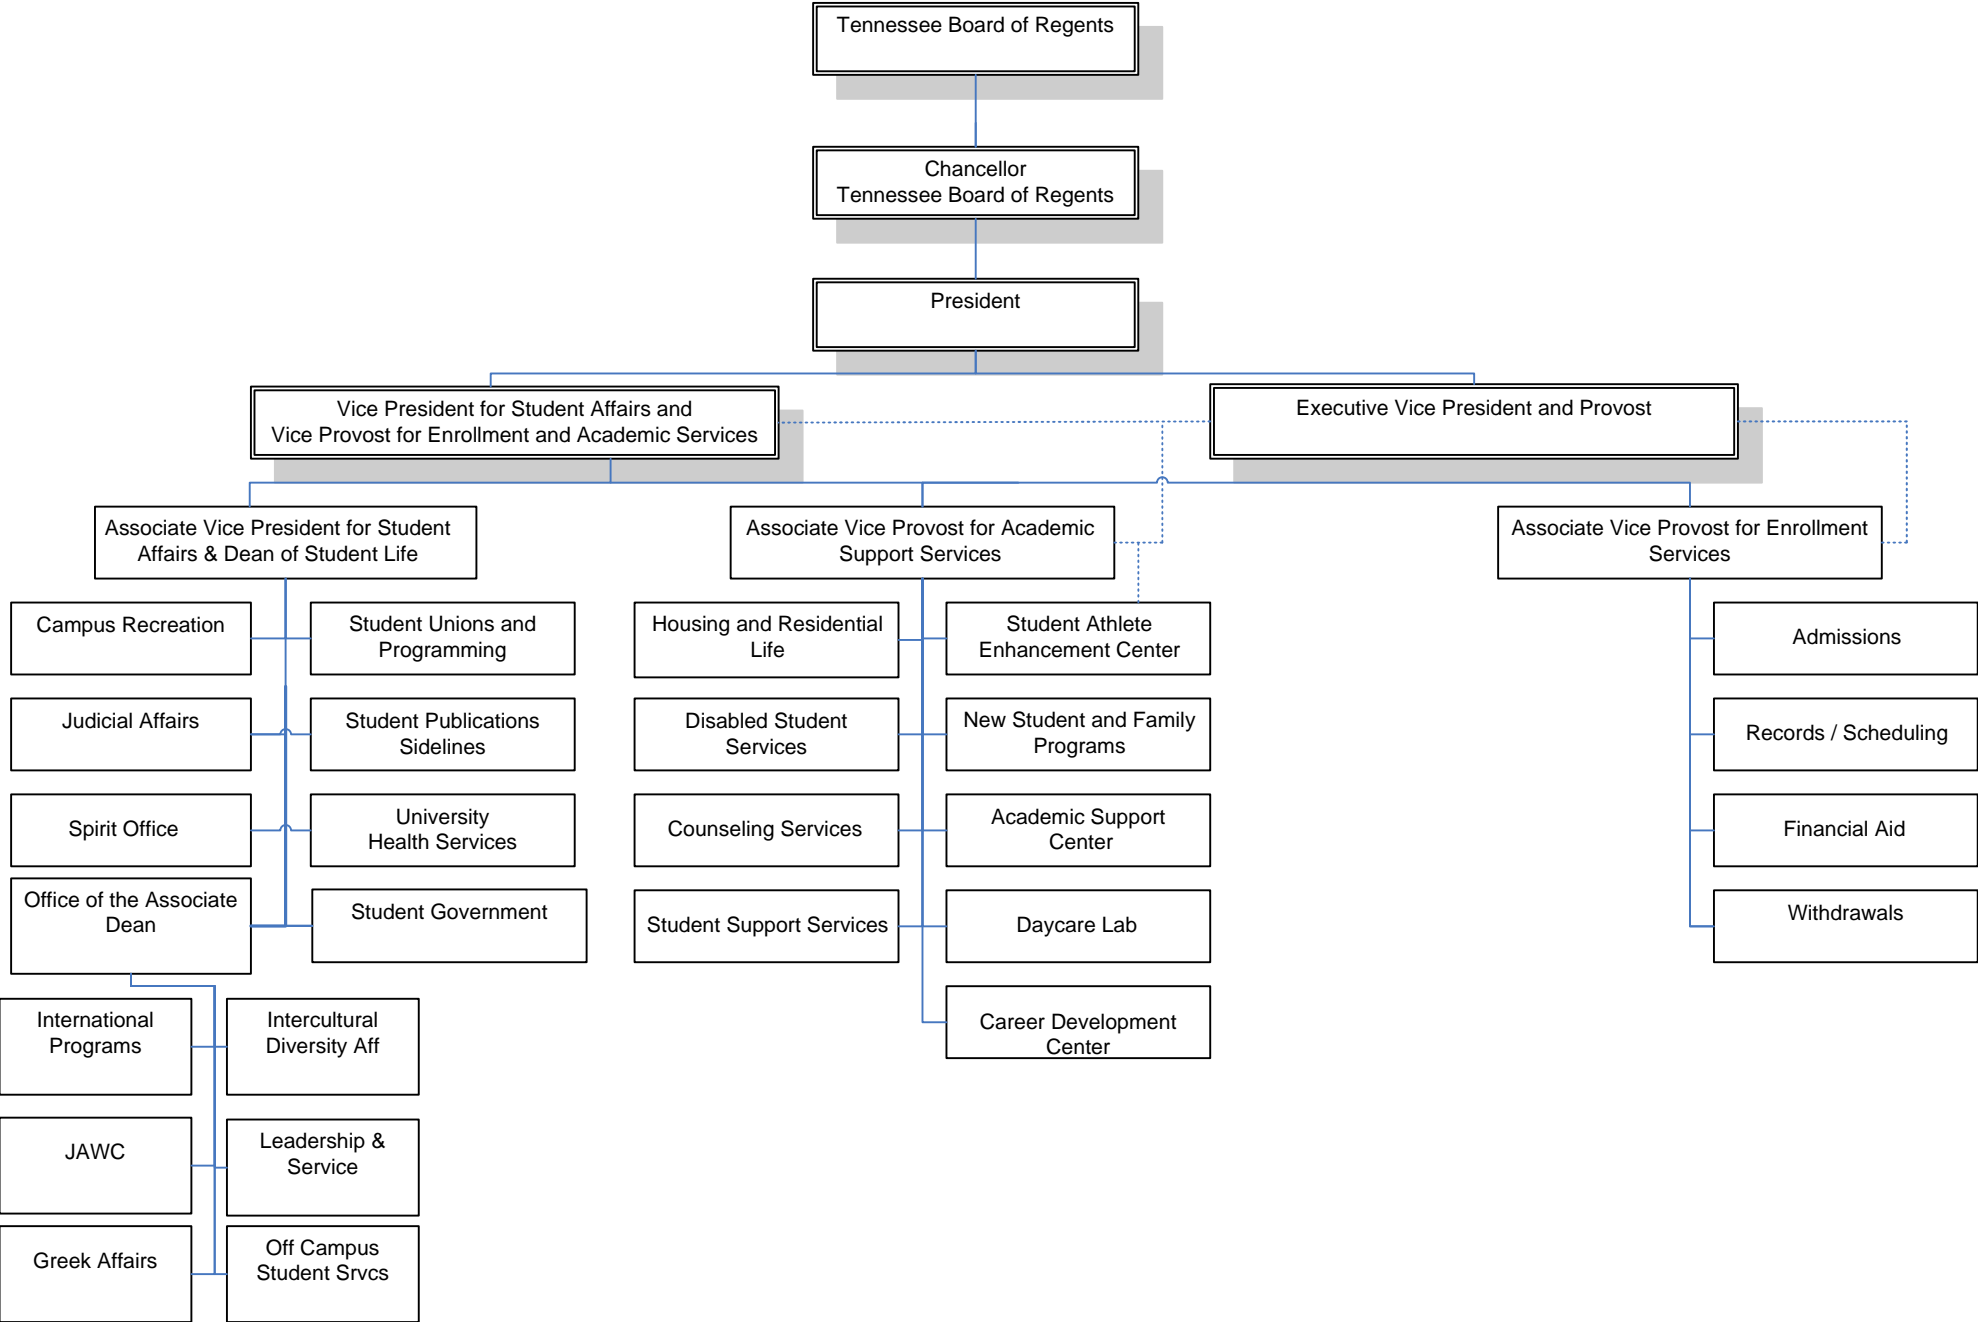 Tennessee Board of Regents
Chancellor
Tennessee Board of Regents
President
Vice President for Student Affairs and
Vice Provost for Enrollment and Academic Services
Executive Vice President and Provost
Associate Vice President for Student
Affairs & Dean of Student Life
Associate Vice Provost for Academic
Support Services
Associate Vice Provost for Enrollment
Services
Campus Recreation
Student Unions and
Programming
Housing and Residential
Life
Student Athlete
Enhancement Center
Admissions
Judicial Affairs
Student Publications
Sidelines
Disabled Student
Services
New Student and Family
Programs
Records / Scheduling
Spirit Office
University
Health Services
Counseling Services
Academic Support
Center
Financial Aid
Office of the Associate
Dean
Student Government
Student Support Services
Daycare Lab
Withdrawals
International
Programs
Intercultural
Diversity Aff
Career Development
Center
JAWC
Leadership &
Service
Greek Affairs
Off Campus
Student Srvcs